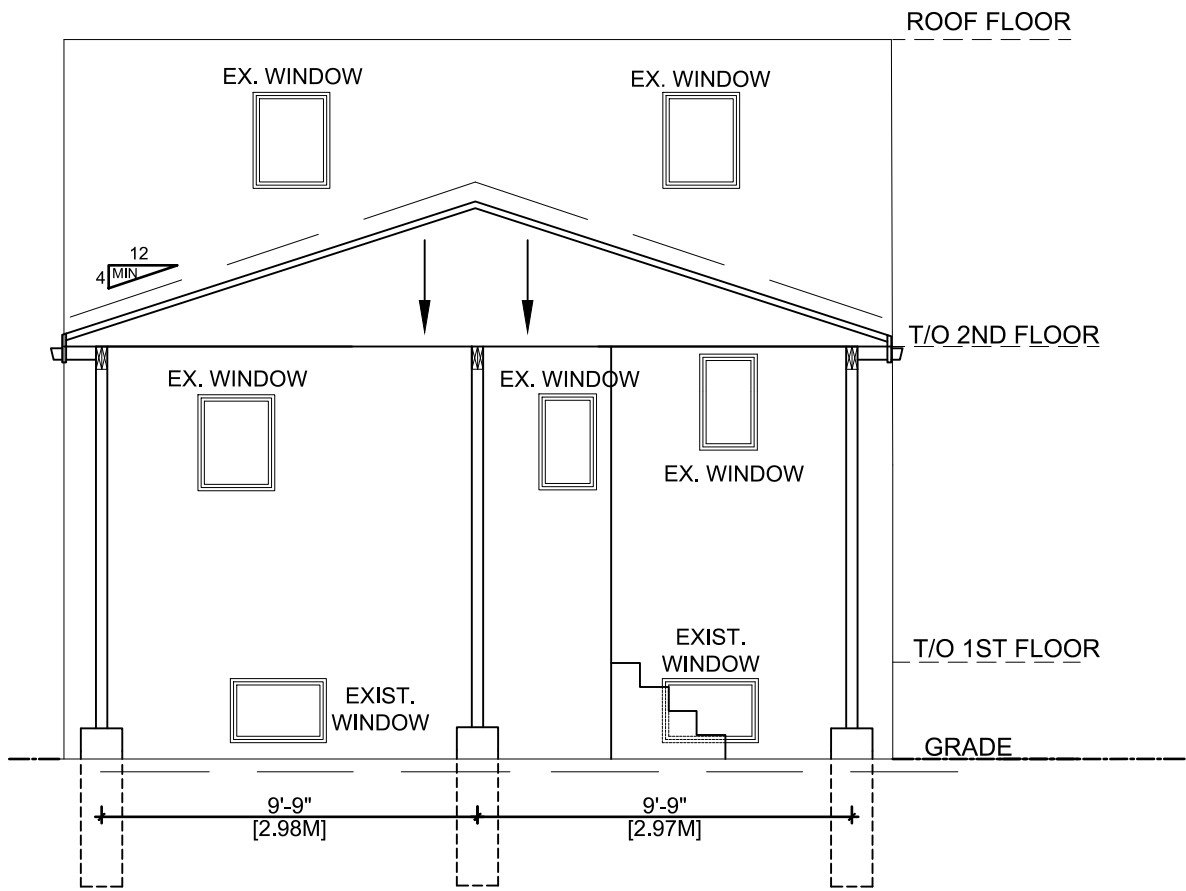 ROOF FLOOR
EX. WINDOW
EX. WINDOW
12
4
MIN
T/O 2ND FLOOR
EX. WINDOW
EX. WINDOW
EX. WINDOW
EXIST.
WINDOW
T/O 1ST FLOOR
EXIST.
WINDOW
GRADE
9'-9"
[2.98M]
9'-9"
[2.97M]